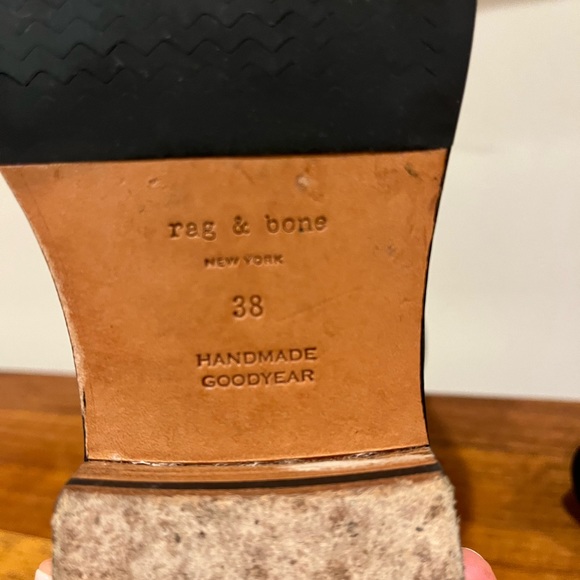 rag & bone
NEW YORK
38
HANDMADE
GOODYEAR